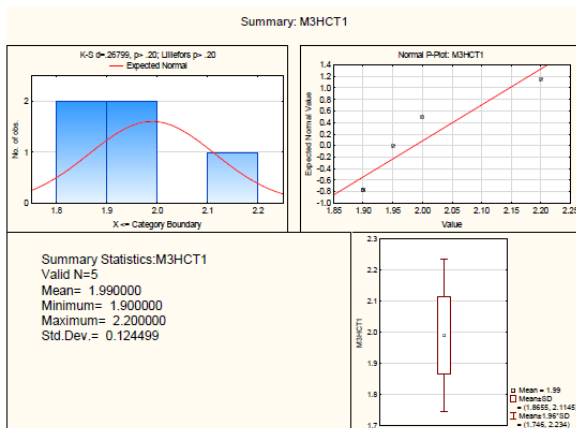 Summary: M3HCT1
K-S d=.26799, p> .20; Lilliefors p> .20
Expected Normal
No. of obs.
2
1
0
1.8 1.9 2.0 2.1 2.2
X <= Category Boundary
Normal P-Plot: M3HCT1
Expected Normal Value
1.4
1.2
1.0
0.8
0.6
0.4
0.2
0.0
-0.2
-0.4
-0.6
-0.8
-1.0
1.85 1.90 1.95 2.00 2.05 2.10 2.15 2.20 2.25
Value
Summary Statistics:M3HCT1
Valid N=5
Mean= 1.990000
Minimum= 1.900000
Maximum= 2.200000
Std.Dev.= 0.124499
M3HCT1
2.3
2.2
2.1
2.0
1.9
1.8
1.7
Mean = 1.99
Mean±SD
= (1.8655, 2.1145)
Mean±1.96*SD
= (1.746, 2.234)